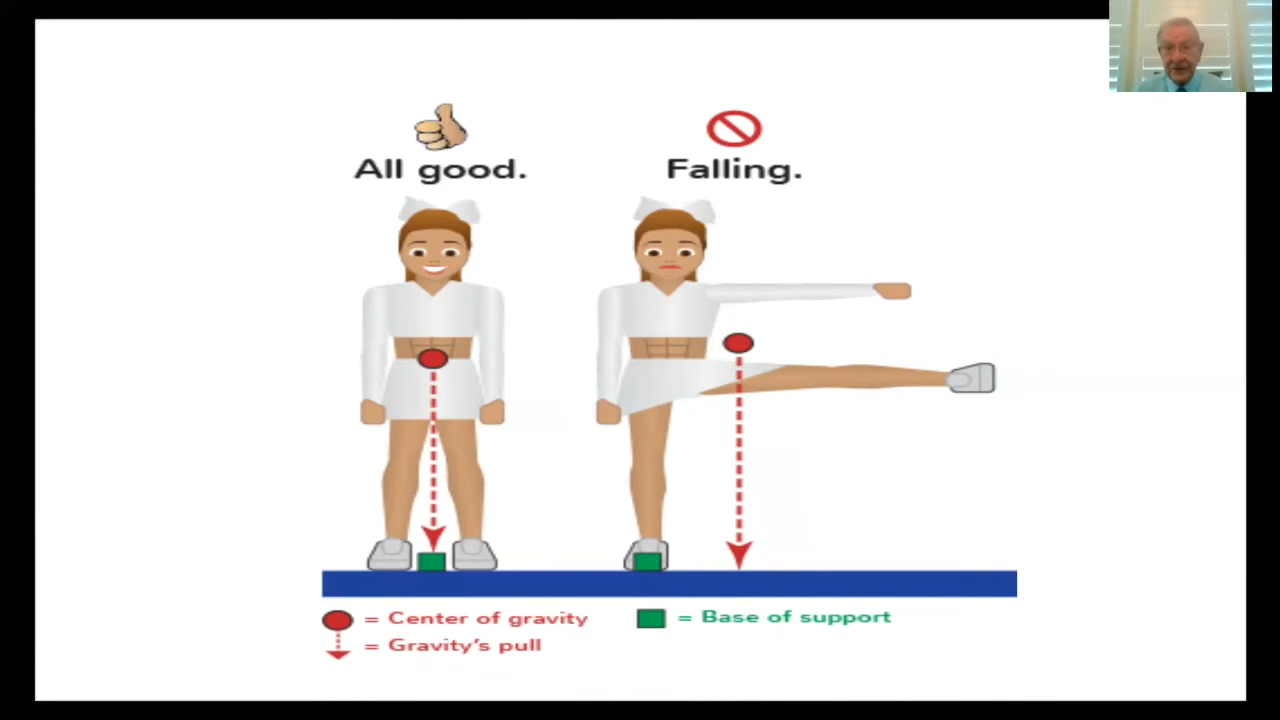 All good.
Falling.
= Center of gravity
= Base of support
= Gravity's pull